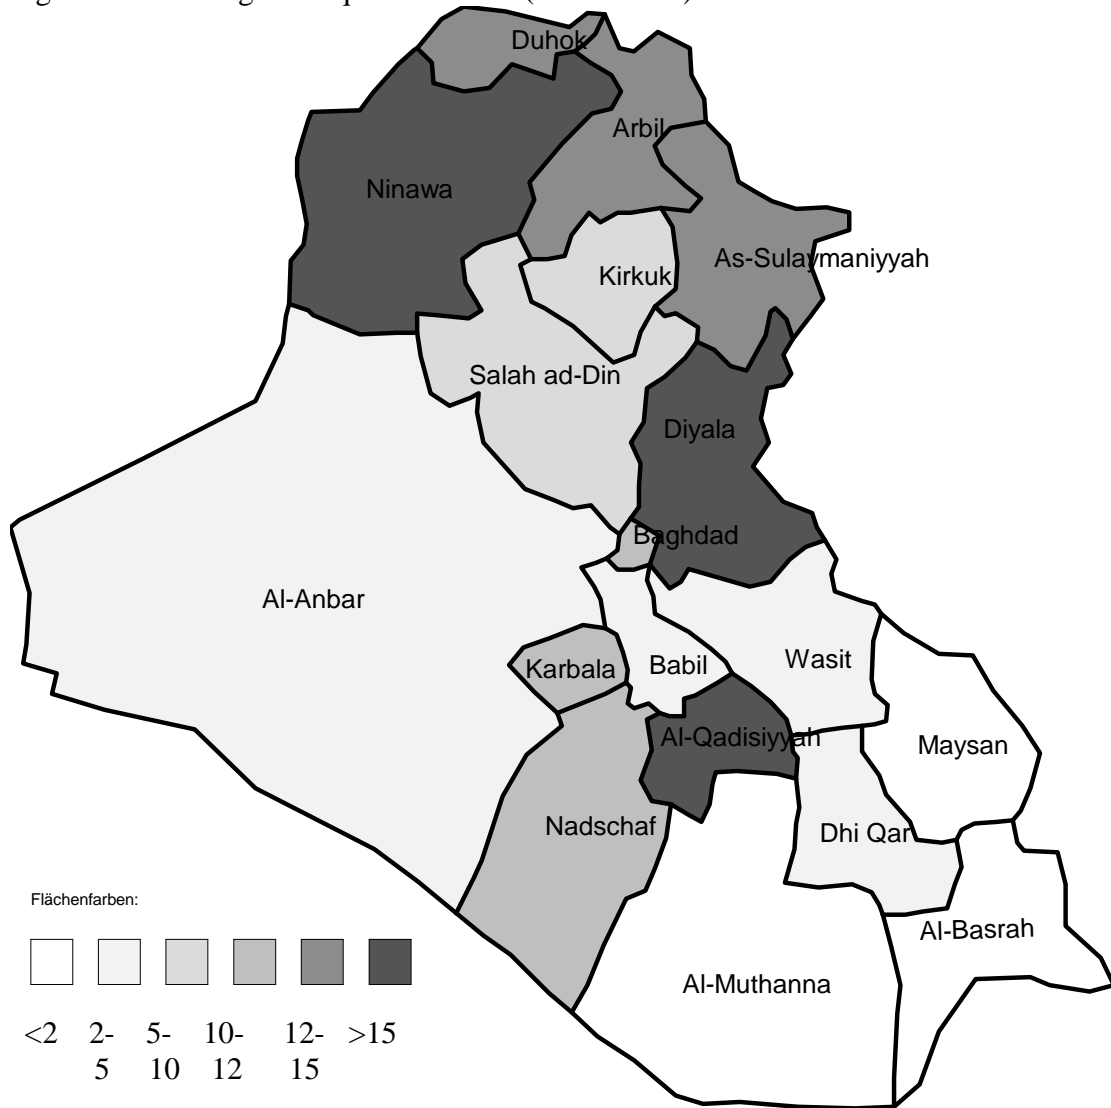 Duhok
Arbil
Ninawa
As-Sulaymaniyyah
Kirkuk
Salah ad-Din
Diyala
Baghdad
Al-Anbar
Wasit
Babil
Karbala
Al-Qadisiyyah
Maysan
Nadschaf
Dhi Qar
Al-Basrah
Al-Muthanna
Flächenfarben:
<2 2- 5- 10- 12- >15
5 10 12 15